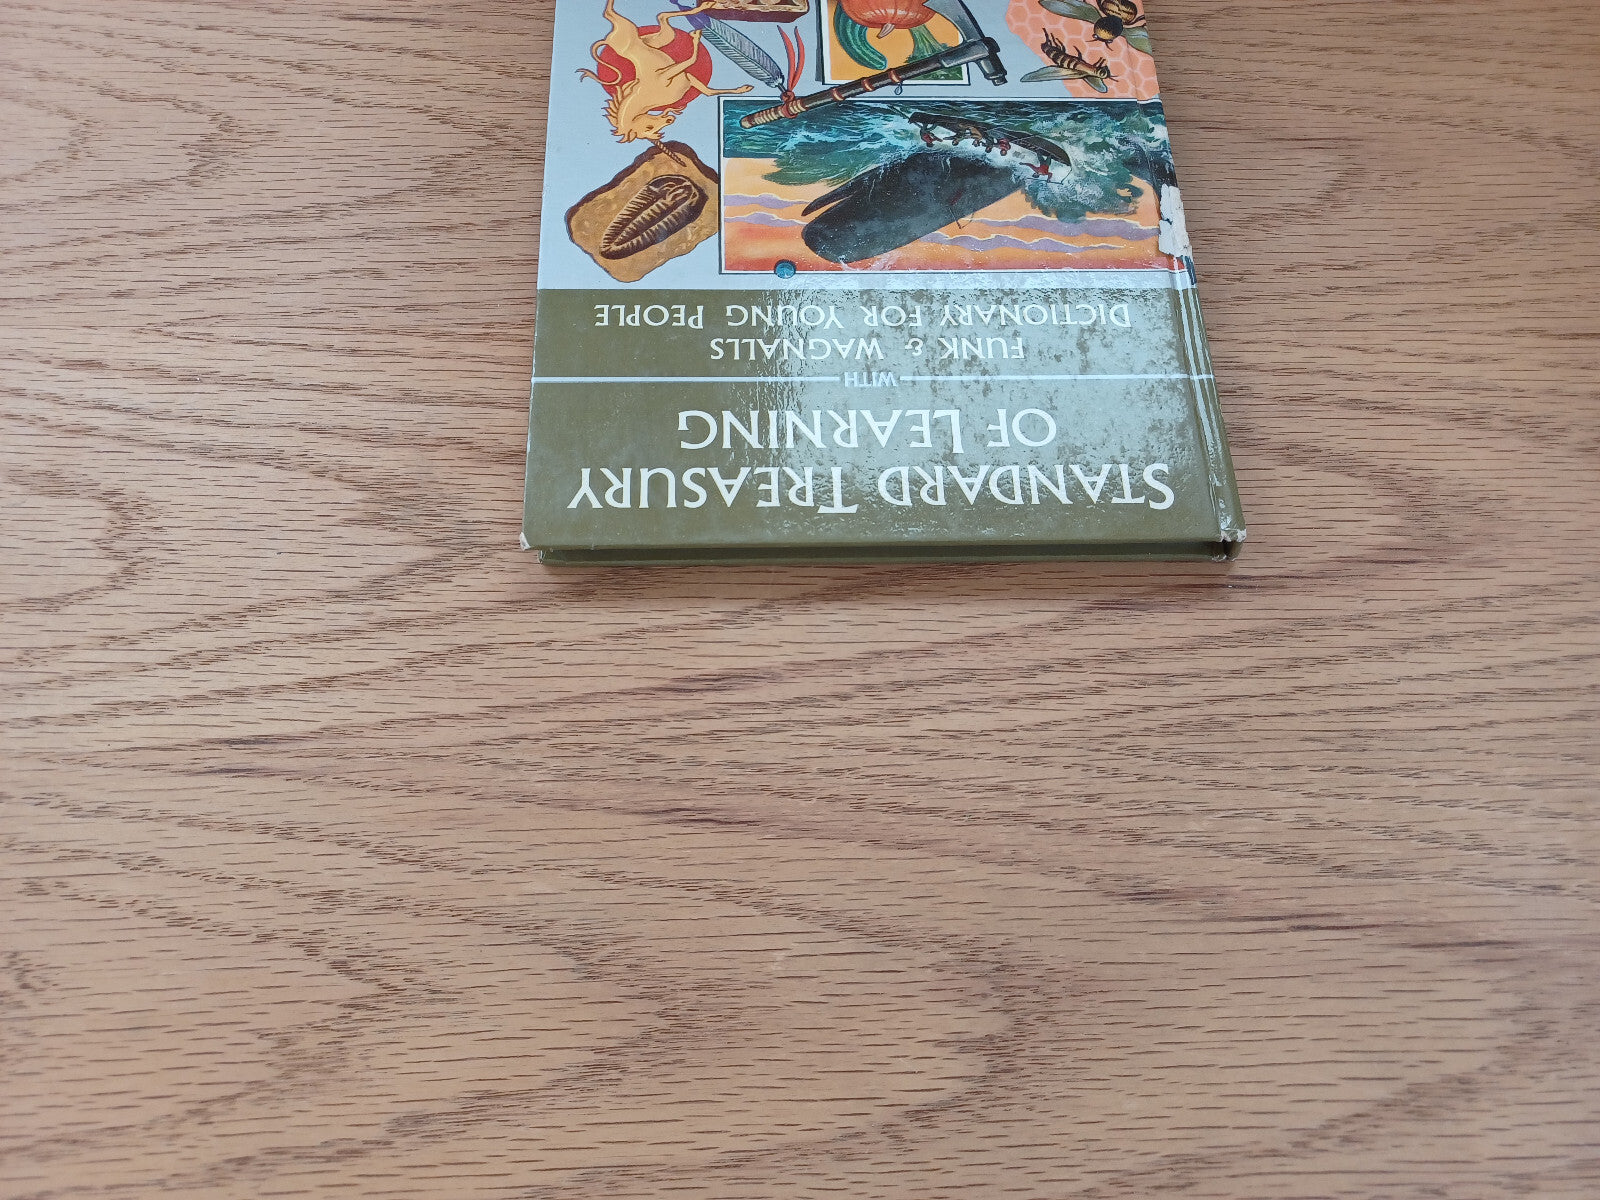 STANDARD TREASURY
OF LEARNING
WITH
FUNK & WAGNALLS
DICTIONARY FOR YOUNG PEOPLE